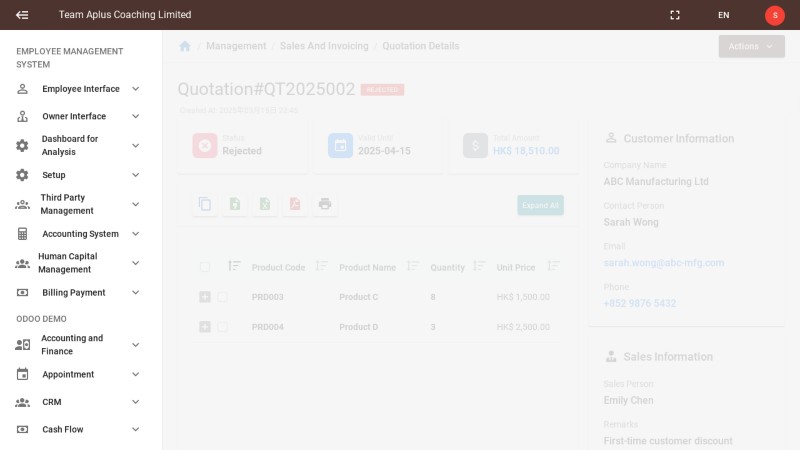 Team Aplus Coaching Limited
EN
S
EMPLOYEE MANAGEMENT SYSTEM
Employee Interface
Owner Interface
Dashboard for Analysis
Setup
Third Party Management
Accounting System
Human Capital Management
Billing Payment
ODOO DEMO
Accounting and Finance
Appointment
CRM
Cash Flow
/ Management / Sales And Invoicing / Quotation Details
Actions
Quotation#QT2025002
REJECTED
Status
Rejected
Valid Until
2025-04-15
Total Amount
HK$ 18,510.00
Expand All
Product Code Product Name Quantity Unit Price
PRD003 Product C 8 HK$ 1,500.00
PRD004 Product D 3 HK$ 2,500.00
Customer Information
Company Name
ABC Manufacturing Ltd
Contact Person
Sarah Wong
Email
sarah.wong@abc-mfg.com
Phone
+852 9876 5432
Sales Information
Sales Person
Emily Chen
Remarks
First-time customer discount